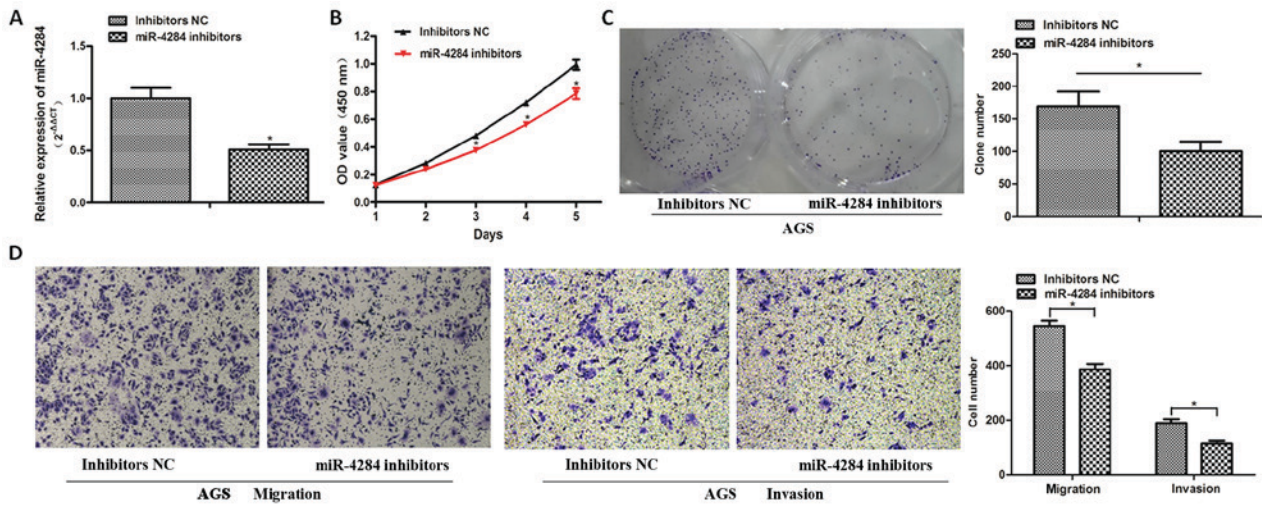 A
Inhibitors NC
miR-4284 inhibitors
Relative expression of miR-4284
(2-ΔΔCT)
1.5
1.0
0.5
0.0
*
B
Inhibitors NC
miR-4284 inhibitors
OD value (450 nm)
1.2
1.0
0.8
0.6
0.4
0.2
0.0
*
*
*
1 2 3 4 5
Days
C
Inhibitors NC miR-4284 inhibitors
AGS
Inhibitors NC
miR-4284 inhibitors
Clone number
250
200
150
100
50
0
*
D
Inhibitors NC miR-4284 inhibitors
AGS Migration
Inhibitors NC miR-4284 inhibitors
AGS Invasion
Inhibitors NC
miR-4284 inhibitors
Cell number
600
400
200
0
*
*
Migration Invasion